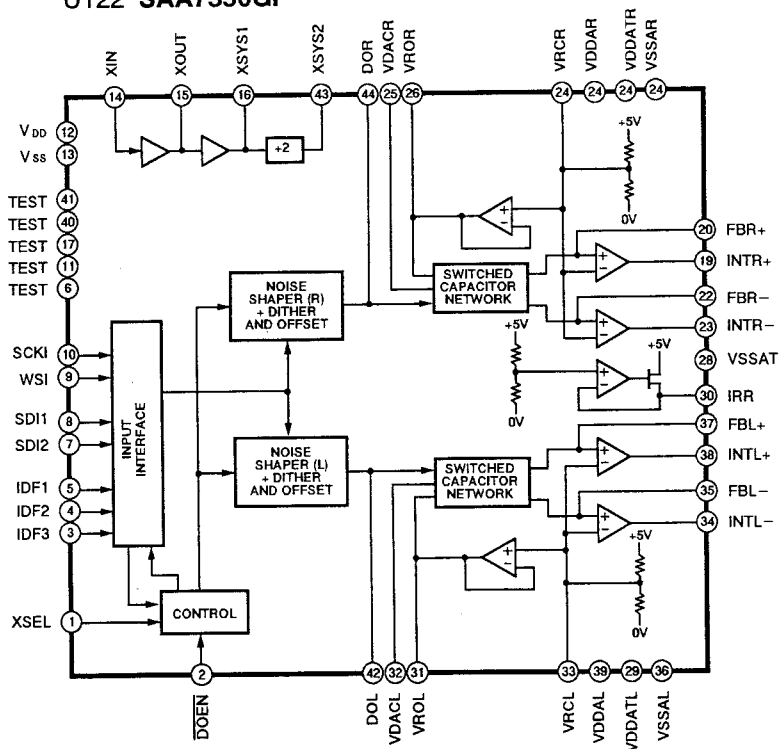 U122 SAA7350GP
XIN
XOUT
XSYS1
XSYS2
DOR
VDACR
VROR
VRCR
VDDAR
VDDATR
VSSAR
14
15
16
43
44
25
26
24
24
24
24
VDD 12
VSS 13
TEST 41
TEST 40
TEST 17
TEST 11
TEST 6
SCKI 10
WSI 9
SDI1 8
SDI2 7
IDF1 5
IDF2 4
IDF3 3
XSEL 1
÷2
+5V
0V
+
−
INPUT
INTERFACE
NOISE
SHAPER (R)
+ DITHER
AND OFFSET
SWITCHED
CAPACITOR
NETWORK
+
−
+
−
+5V
0V
+
−
+5V
NOISE
SHAPER (L)
+ DITHER
AND OFFSET
SWITCHED
CAPACITOR
NETWORK
+
−
+
−
+
−
+5V
0V
CONTROL
20 FBR+
19 INTR+
22 FBR−
23 INTR−
28 VSSAT
30 IRR
37 FBL+
38 INTL+
35 FBL−
34 INTL−
2
42
32
31
33
39
29
36
DOEN
DOL
VDACL
VROL
VRCL
VDDAL
VDDATL
VSSAL